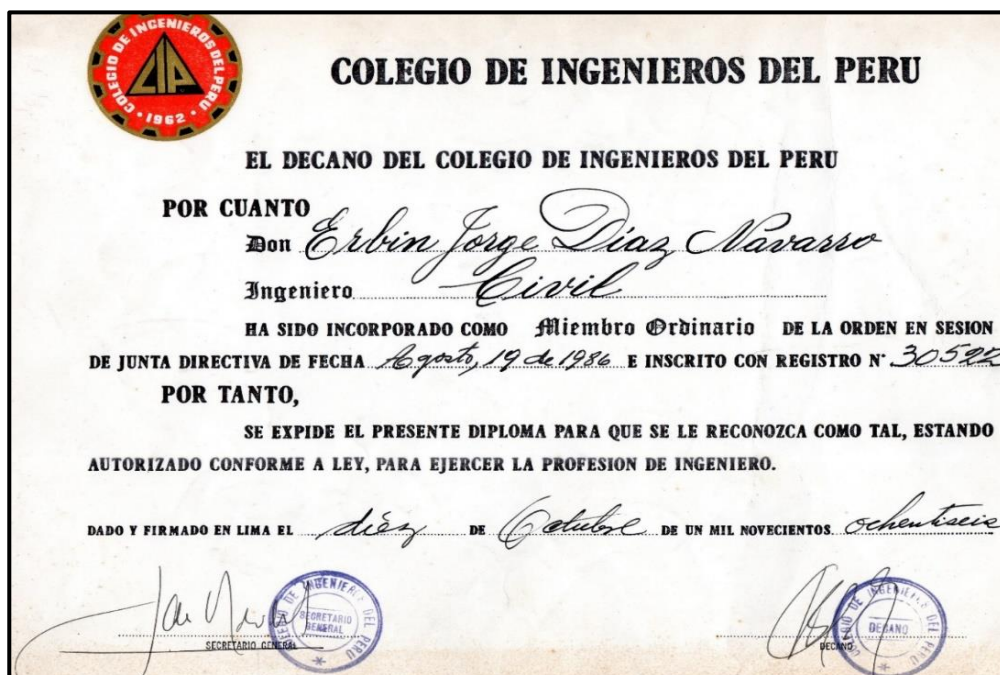 COLEGIO DE INGENIEROS DEL PERU
CIP
1962
COLEGIO DE INGENIEROS DEL PERU
EL DECANO DEL COLEGIO DE INGENIEROS DEL PERU
POR CUANTO
Don Erbin Jorge Díaz Navarro
Ingeniero Civil
HA SIDO INCORPORADO COMO Miembro Ordinario DE LA ORDEN EN SESION
DE JUNTA DIRECTIVA DE FECHA Agosto, 19 de 1986 E INSCRITO CON REGISTRO N° 30522
POR TANTO,
SE EXPIDE EL PRESENTE DIPLOMA PARA QUE SE LE RECONOZCA COMO TAL, ESTANDO
AUTORIZADO CONFORME A LEY, PARA EJERCER LA PROFESION DE INGENIERO.
DADO Y FIRMADO EN LIMA EL diéz DE Octubre DE UN MIL NOVECIENTOS ochentiseis
COLEGIO DE INGENIEROS DEL PERU
SECRETARIO
GENERAL
SECRETARIO GENERAL
COLEGIO DE INGENIEROS DEL PERU
DECANO
DECANO